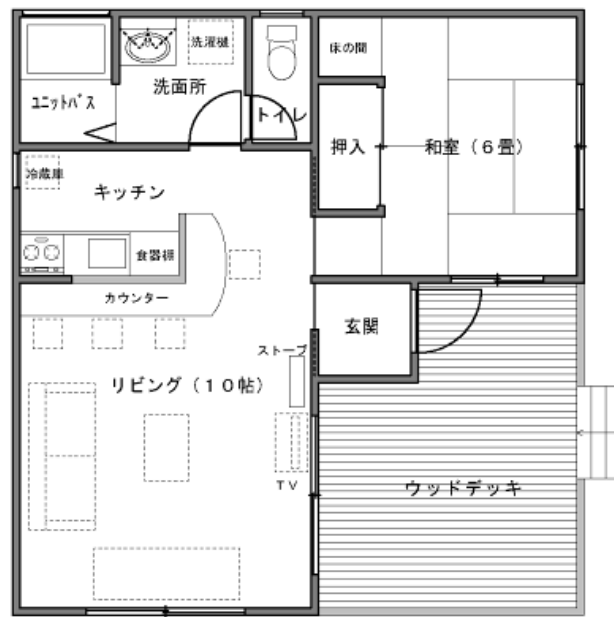 床の間
洗濯機
洗面所
ユニットバス
トイレ
押入
和室（６畳）
冷蔵庫
キッチン
食器棚
カウンター
玄関
ストーブ
リビング（１０帖）
ＴＶ
ウッドデッキ